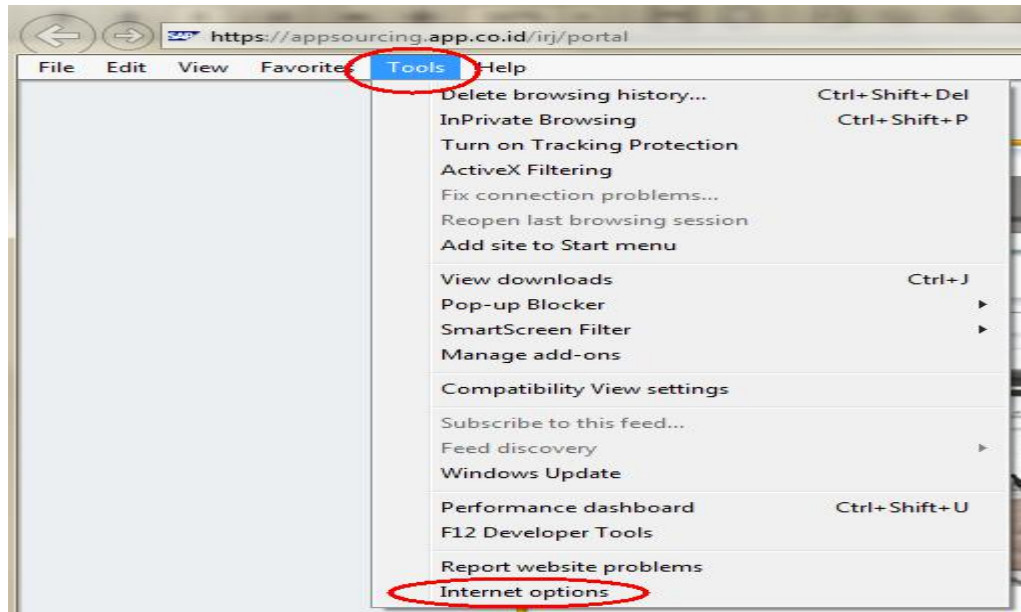 SAP https://appsourcing.app.co.id/irj/portal
File Edit View Favorites Tools Help
Delete browsing history... Ctrl+Shift+Del
InPrivate Browsing Ctrl+Shift+P
Turn on Tracking Protection
ActiveX Filtering
Fix connection problems...
Reopen last browsing session
Add site to Start menu
View downloads Ctrl+J
Pop-up Blocker
SmartScreen Filter
Manage add-ons
Compatibility View settings
Subscribe to this feed...
Feed discovery
Windows Update
Performance dashboard Ctrl+Shift+U
F12 Developer Tools
Report website problems
Internet options